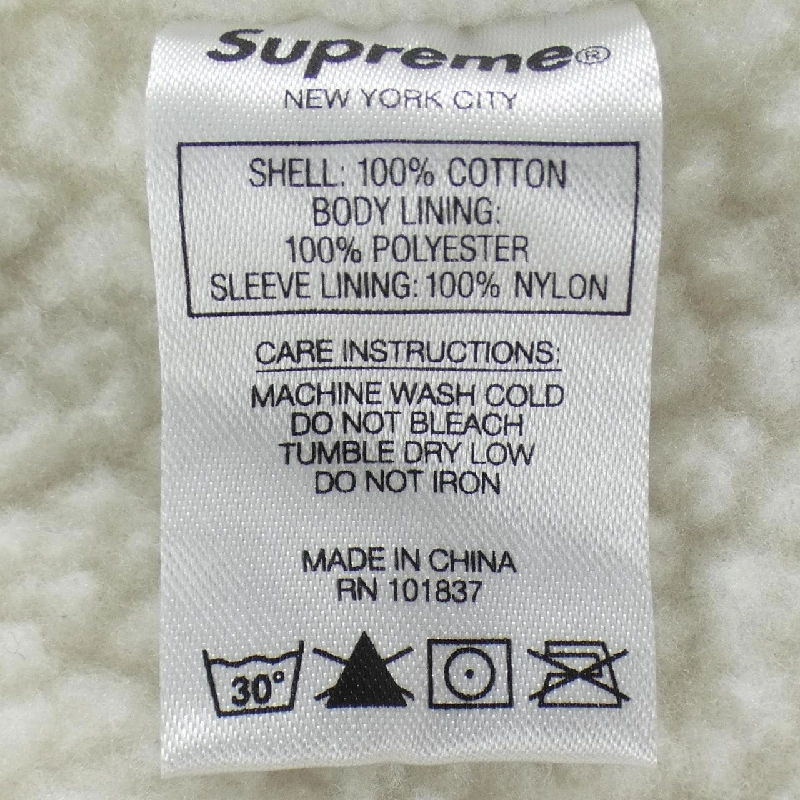 Supreme®
NEW YORK CITY
SHELL: 100% COTTON
BODY LINING:
100% POLYESTER
SLEEVE LINING: 100% NYLON
CARE INSTRUCTIONS:
MACHINE WASH COLD
DO NOT BLEACH
TUMBLE DRY LOW
DO NOT IRON
MADE IN CHINA
RN 101837
30°